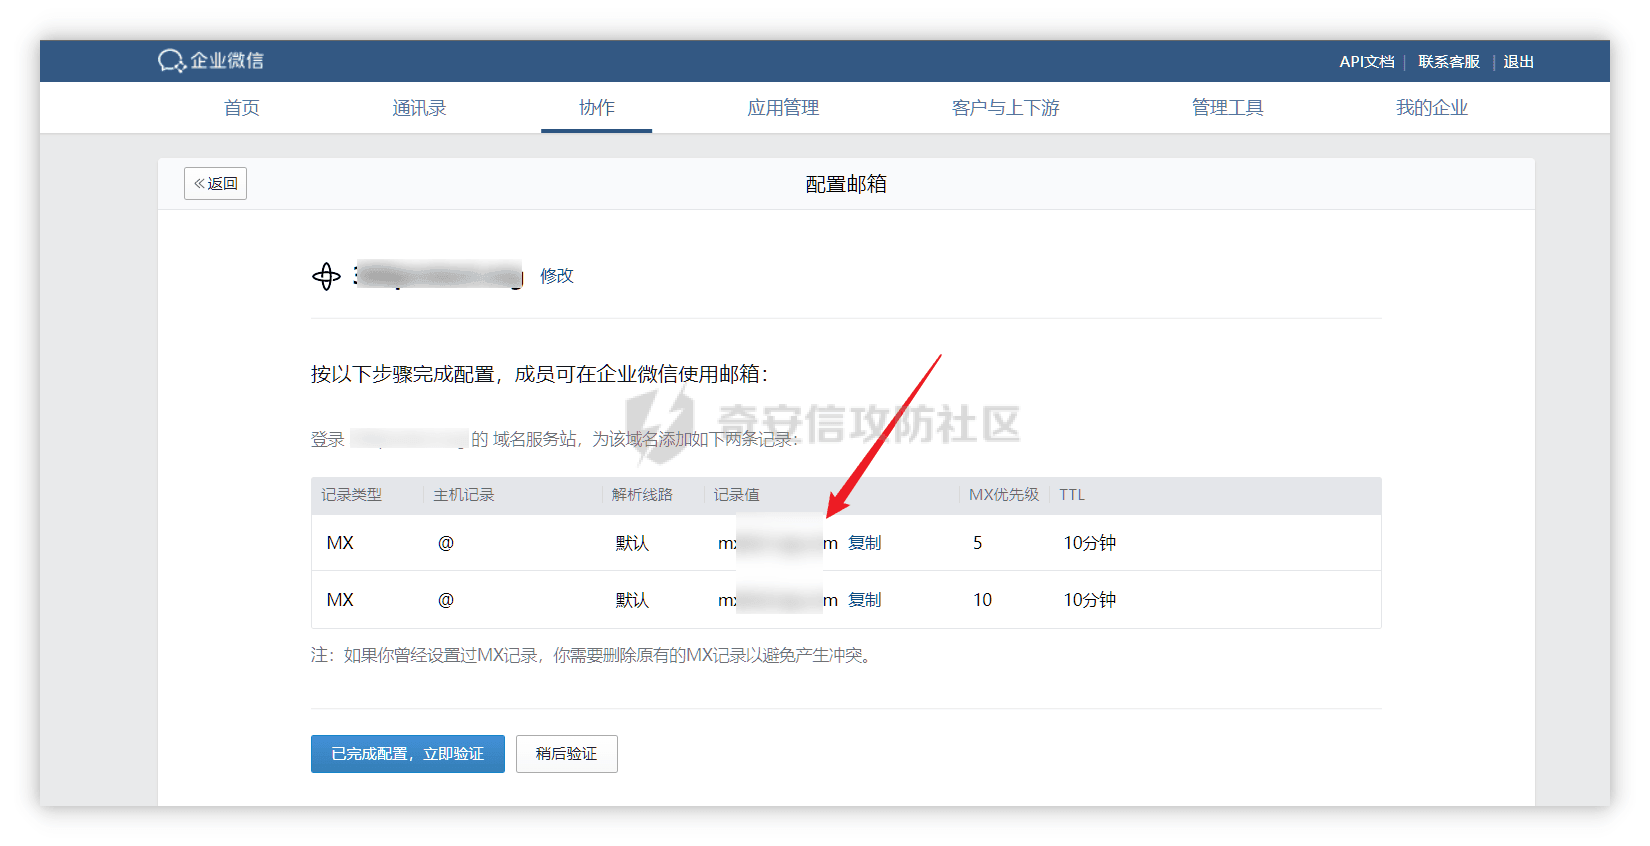 企业微信
API文档 | 联系客服 | 退出
首页 通讯录 协作 应用管理 客户与上下游 管理工具 我的企业
«返回
配置邮箱
修改
按以下步骤完成配置，成员可在企业微信使用邮箱：
奇安信攻防社区
登录 的 域名服务站，为该域名添加如下两条记录：
记录类型 主机记录 解析线路 记录值 MX优先级 TTL
MX @ 默认 复制 5 10分钟
MX @ 默认 复制 10 10分钟
注：如果你曾经设置过MX记录，你需要删除原有的MX记录以避免产生冲突。
已完成配置，立即验证 稍后验证